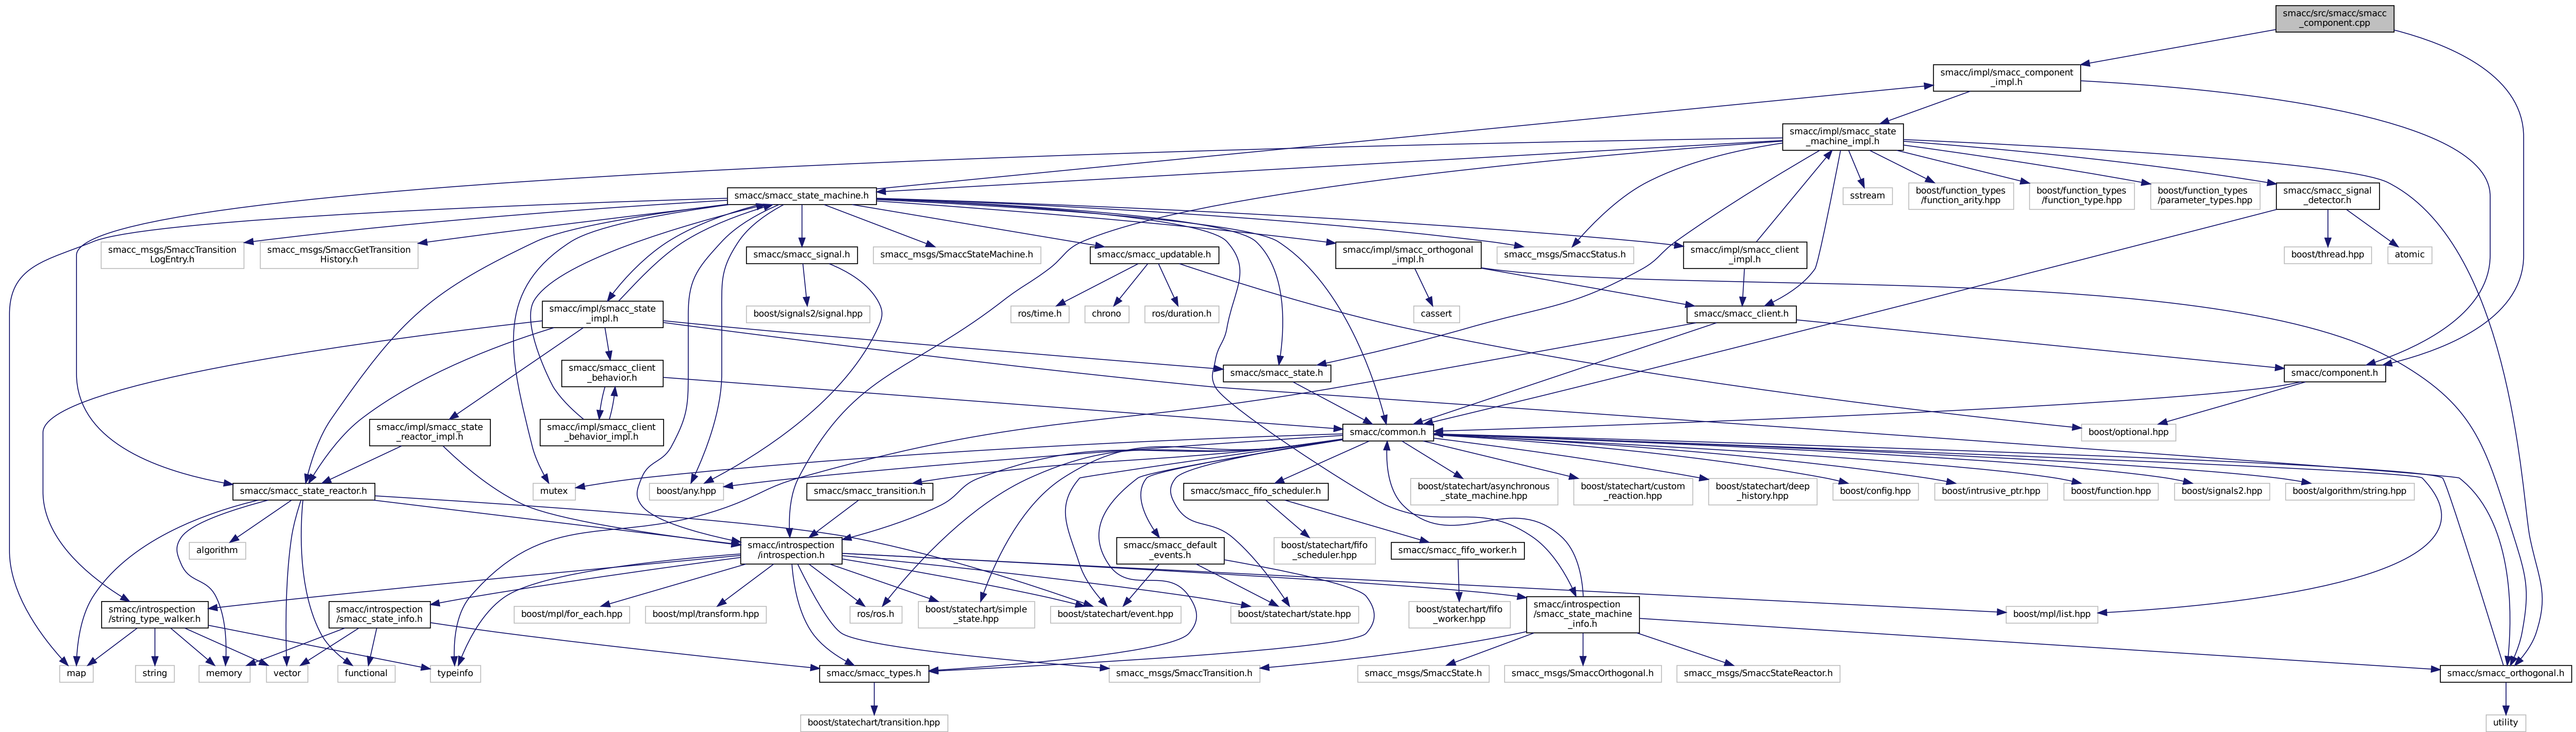 smacc/src/smacc/smacc
_component.cpp
smacc/impl/smacc_component
_impl.h
smacc/impl/smacc_state
_machine_impl.h
smacc/smacc_state_machine.h
sstream
boost/function_types
/function_arity.hpp
boost/function_types
/function_type.hpp
boost/function_types
/parameter_types.hpp
smacc/smacc_signal
_detector.h
smacc_msgs/SmaccTransition
LogEntry.h
smacc_msgs/SmaccGetTransition
History.h
smacc/smacc_signal.h
smacc_msgs/SmaccStateMachine.h
smacc/smacc_updatable.h
smacc/impl/smacc_orthogonal
_impl.h
smacc_msgs/SmaccStatus.h
smacc/impl/smacc_client
_impl.h
boost/thread.hpp
atomic
smacc/impl/smacc_state
_impl.h
boost/signals2/signal.hpp
ros/time.h
chrono
ros/duration.h
cassert
smacc/smacc_client.h
smacc/smacc_client
_behavior.h
smacc/smacc_state.h
smacc/component.h
smacc/impl/smacc_state
_reactor_impl.h
smacc/impl/smacc_client
_behavior_impl.h
smacc/common.h
boost/optional.hpp
smacc/smacc_state_reactor.h
mutex
boost/any.hpp
smacc/smacc_transition.h
smacc/smacc_fifo_scheduler.h
boost/statechart/asynchronous
_state_machine.hpp
boost/statechart/custom
_reaction.hpp
boost/statechart/deep
_history.hpp
boost/config.hpp
boost/intrusive_ptr.hpp
boost/function.hpp
boost/signals2.hpp
boost/algorithm/string.hpp
algorithm
smacc/introspection
/introspection.h
smacc/smacc_default
_events.h
boost/statechart/fifo
_scheduler.hpp
smacc/smacc_fifo_worker.h
smacc/introspection
/string_type_walker.h
smacc/introspection
/smacc_state_info.h
boost/mpl/for_each.hpp
boost/mpl/transform.hpp
ros/ros.h
boost/statechart/simple
_state.hpp
boost/statechart/event.hpp
boost/statechart/state.hpp
boost/statechart/fifo
_worker.hpp
smacc/introspection
/smacc_state_machine
_info.h
boost/mpl/list.hpp
map
string
memory
vector
functional
typeinfo
smacc/smacc_types.h
smacc_msgs/SmaccTransition.h
smacc_msgs/SmaccState.h
smacc_msgs/SmaccOrthogonal.h
smacc_msgs/SmaccStateReactor.h
smacc/smacc_orthogonal.h
boost/statechart/transition.hpp
utility